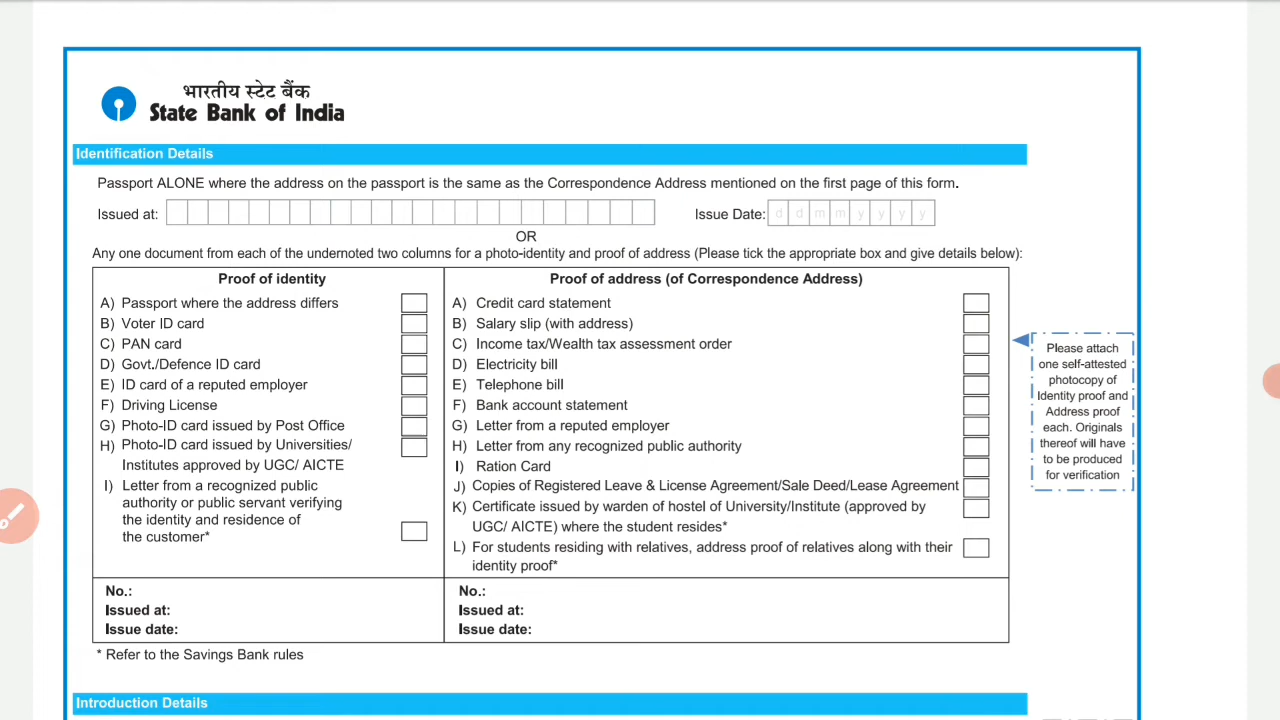 भारतीय स्टेट बैंक
State Bank of India
Identification Details
Passport ALONE where the address on the passport is the same as the Correspondence Address mentioned on the first page of this form.
Issued at: Issue Date: d d m m y y y y
OR
Any one document from each of the undernoted two columns for a photo-identity and proof of address (Please tick the appropriate box and give details below):
Proof of identity
A) Passport where the address differs
B) Voter ID card
C) PAN card
D) Govt./Defence ID card
E) ID card of a reputed employer
F) Driving License
G) Photo-ID card issued by Post Office
H) Photo-ID card issued by Universities/
Institutes approved by UGC/ AICTE
I) Letter from a recognized public
authority or public servant verifying
the identity and residence of
the customer*
No.:
Issued at:
Issue date:
Proof of address (of Correspondence Address)
A) Credit card statement
B) Salary slip (with address)
C) Income tax/Wealth tax assessment order
D) Electricity bill
E) Telephone bill
F) Bank account statement
G) Letter from a reputed employer
H) Letter from any recognized public authority
I) Ration Card
J) Copies of Registered Leave & License Agreement/Sale Deed/Lease Agreement
K) Certificate issued by warden of hostel of University/Institute (approved by
UGC/ AICTE) where the student resides*
L) For students residing with relatives, address proof of relatives along with their
identity proof*
No.:
Issued at:
Issue date:
Please attach
one self-attested
photocopy of
Identity proof and
Address proof
each. Originals
thereof will have
to be produced
for verification
* Refer to the Savings Bank rules
Introduction Details